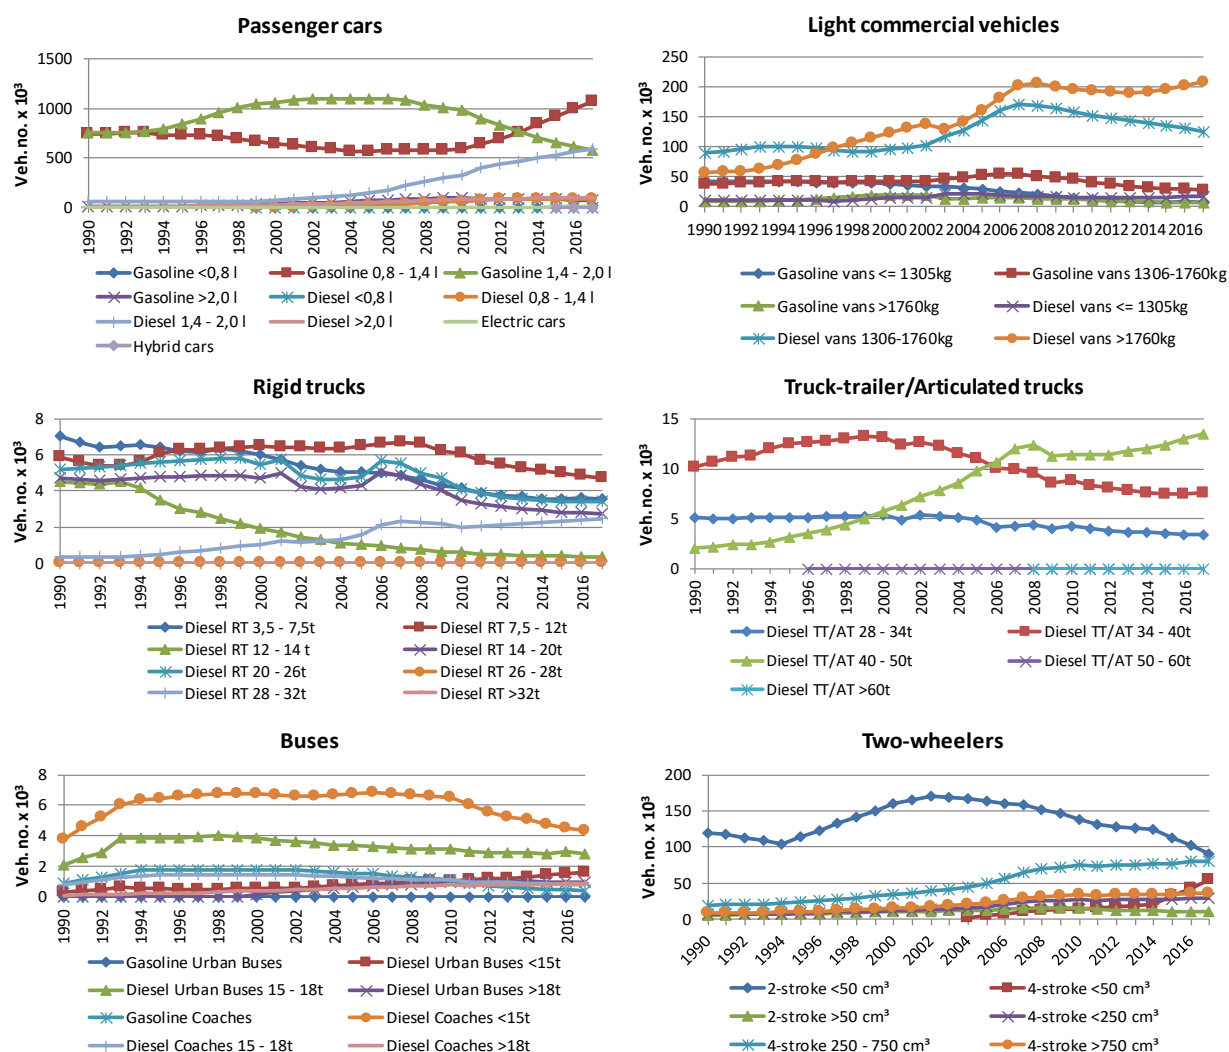 Passenger cars
Veh. no. x 10³
1500
1000
500
0
1990
1992
1994
1996
1998
2000
2002
2004
2006
2008
2010
2012
2014
2016
Gasoline <0,8 l
Gasoline 0,8 - 1,4 l
Gasoline 1,4 - 2,0 l
Gasoline >2,0 l
Diesel <0,8 l
Diesel 0,8 - 1,4 l
Diesel 1,4 - 2,0 l
Diesel >2,0 l
Electric cars
Hybrid cars
Light commercial vehicles
Veh. no. x 10³
250
200
150
100
50
0
1990
1992
1994
1996
1998
2000
2002
2004
2006
2008
2010
2012
2014
2016
Gasoline vans <= 1305kg
Gasoline vans 1306-1760kg
Gasoline vans >1760kg
Diesel vans <= 1305kg
Diesel vans 1306-1760kg
Diesel vans >1760kg
Rigid trucks
Veh. no. x 10³
8
6
4
2
0
1990
1992
1994
1996
1998
2000
2002
2004
2006
2008
2010
2012
2014
2016
Diesel RT 3,5 - 7,5t
Diesel RT 7,5 - 12t
Diesel RT 12 - 14 t
Diesel RT 14 - 20t
Diesel RT 20 - 26t
Diesel RT 26 - 28t
Diesel RT 28 - 32t
Diesel RT >32t
Truck-trailer/Articulated trucks
Veh. no. x 10³
15
10
5
0
1990
1992
1994
1996
1998
2000
2002
2004
2006
2008
2010
2012
2014
2016
Diesel TT/AT 28 - 34t
Diesel TT/AT 34 - 40t
Diesel TT/AT 40 - 50t
Diesel TT/AT 50 - 60t
Diesel TT/AT >60t
Buses
Veh. no. x 10³
8
6
4
2
0
1990
1992
1994
1996
1998
2000
2002
2004
2006
2008
2010
2012
2014
2016
Gasoline Urban Buses
Diesel Urban Buses <15t
Diesel Urban Buses 15 - 18t
Diesel Urban Buses >18t
Gasoline Coaches
Diesel Coaches <15t
Diesel Coaches 15 - 18t
Diesel Coaches >18t
Two-wheelers
Veh. no. x 10³
200
150
100
50
0
1990
1992
1994
1996
1998
2000
2002
2004
2006
2008
2010
2012
2014
2016
2-stroke <50 cm³
4-stroke <50 cm³
2-stroke >50 cm³
4-stroke <250 cm³
4-stroke 250 - 750 cm³
4-stroke >750 cm³